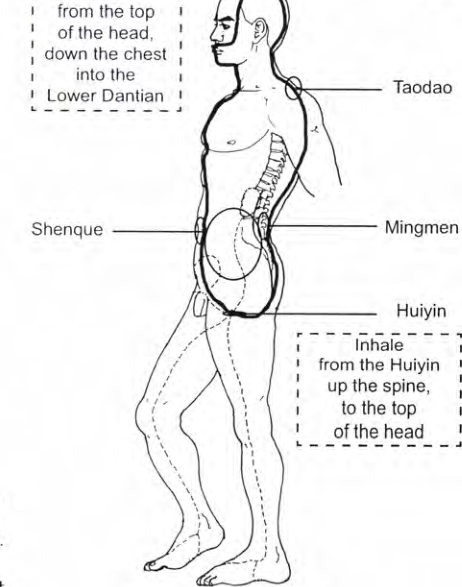 from the top
of the head,
down the chest
into the
Lower Dantian
Taodao
Shenque
Mingmen
Huiyin
Inhale
from the Huiyin
up the spine,
to the top
of the head